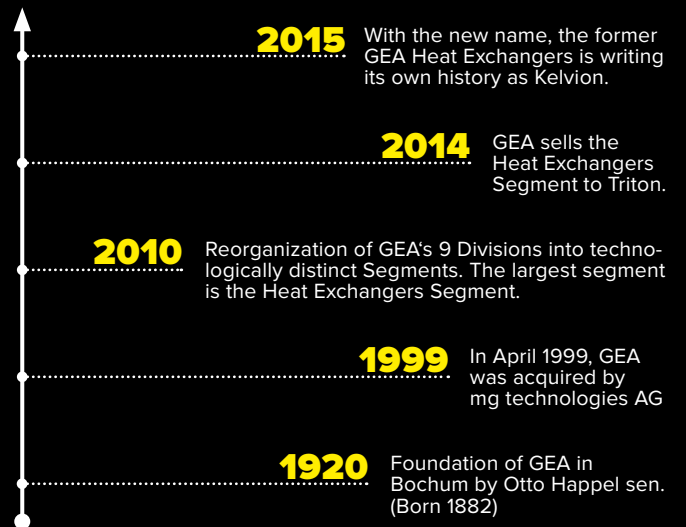 2015
With the new name, the former
GEA Heat Exchangers is writing
its own history as Kelvion.
2014
GEA sells the
Heat Exchangers
Segment to Triton.
2010
Reorganization of GEA‘s 9 Divisions into techno-
logically distinct Segments. The largest segment
is the Heat Exchangers Segment.
1999
In April 1999, GEA
was acquired by
mg technologies AG
1920
Foundation of GEA in
Bochum by Otto Happel sen.
(Born 1882)